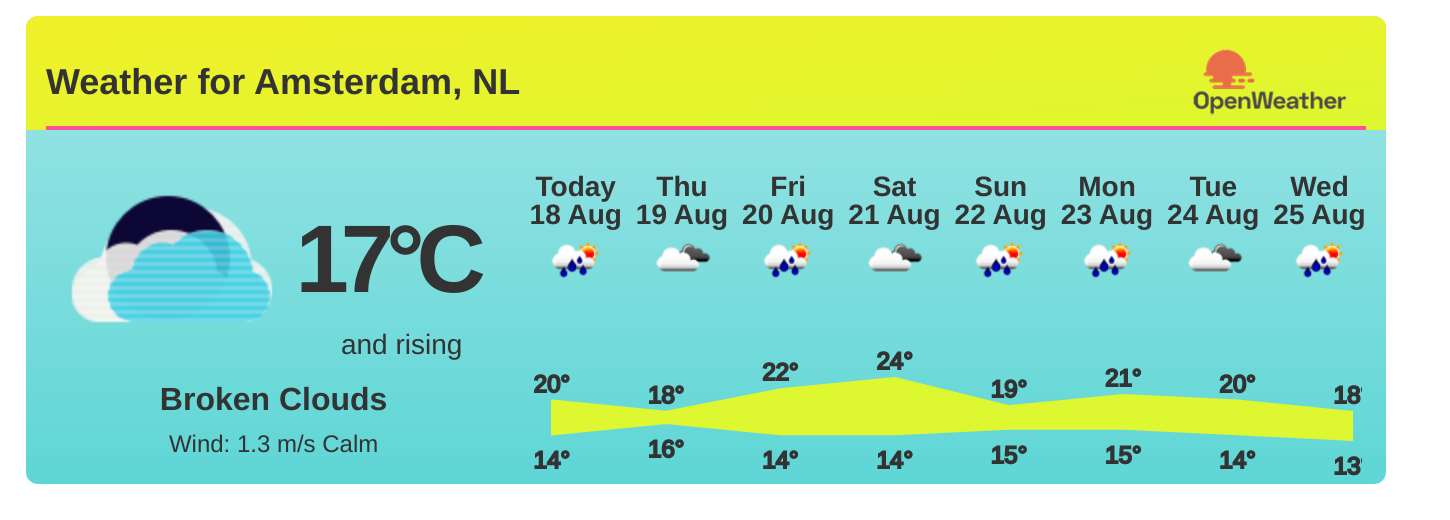 Weather for Amsterdam, NL
OpenWeather
17°C
and rising
Broken Clouds
Wind: 1.3 m/s Calm
Today Thu Fri Sat Sun Mon Tue Wed
18 Aug 19 Aug 20 Aug 21 Aug 22 Aug 23 Aug 24 Aug 25 Aug
20° 18° 22° 24° 19° 21° 20° 18°
14° 16° 14° 14° 15° 15° 14° 13°